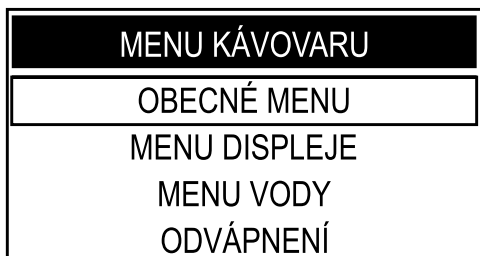 MENU KÁVOVARU
OBECNÉ MENU
MENU DISPLEJE
MENU VODY
ODVÁPNENÍ